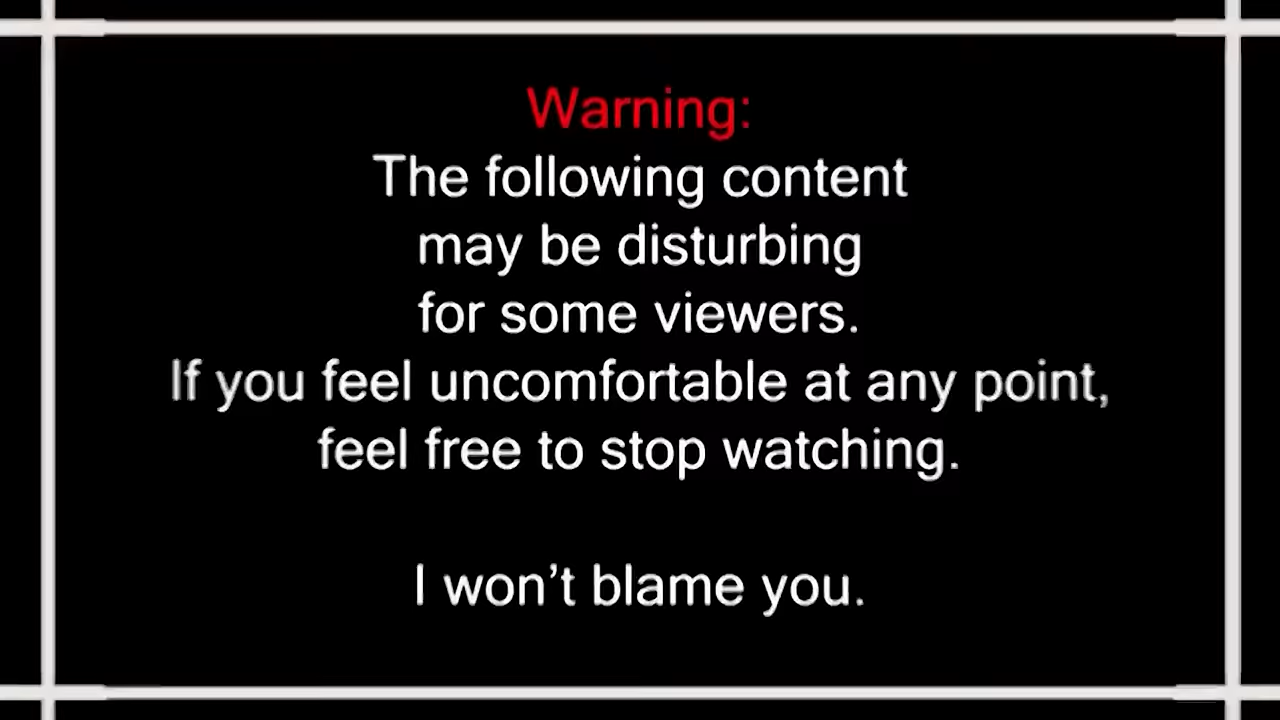 Warning:
The following content
may be disturbing
for some viewers.
If you feel uncomfortable at any point,
feel free to stop watching.
I won’t blame you.